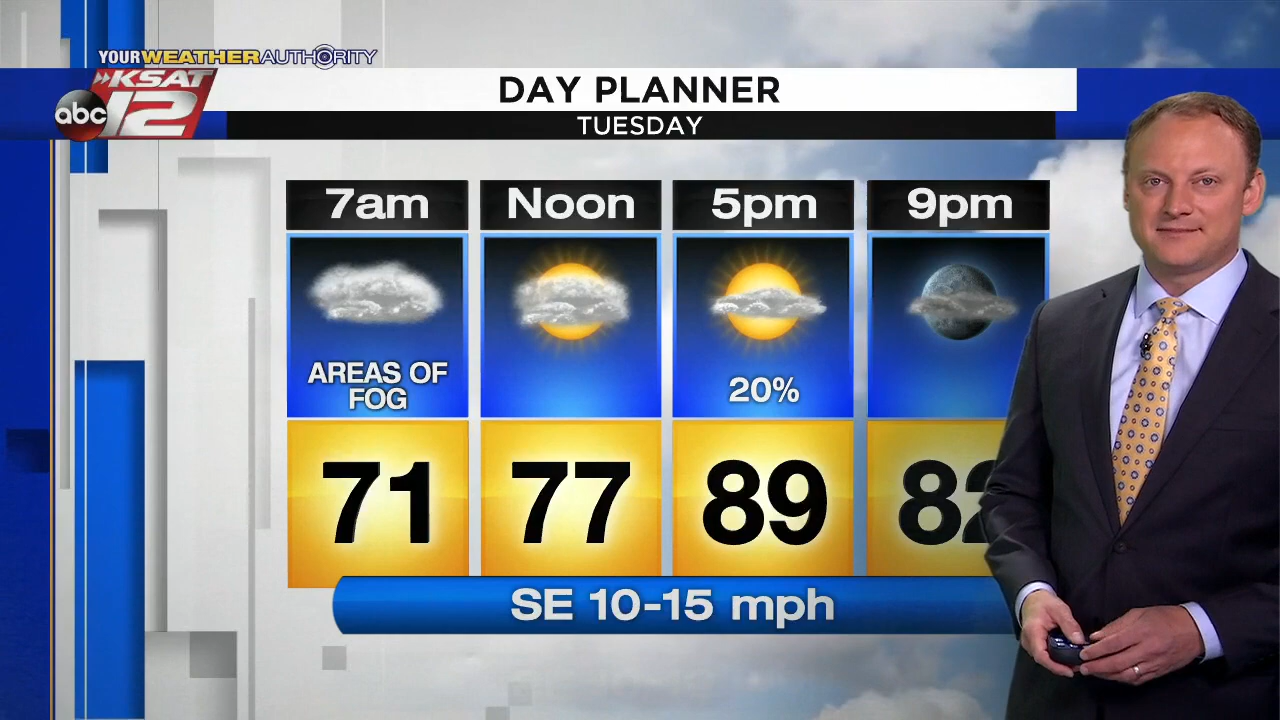 YOURWEATHERAUTHORITY
KSAT
abc 12
DAY PLANNER
TUESDAY
7am Noon 5pm 9pm
AREAS OF
FOG
20%
71 77 89 82
SE 10-15 mph